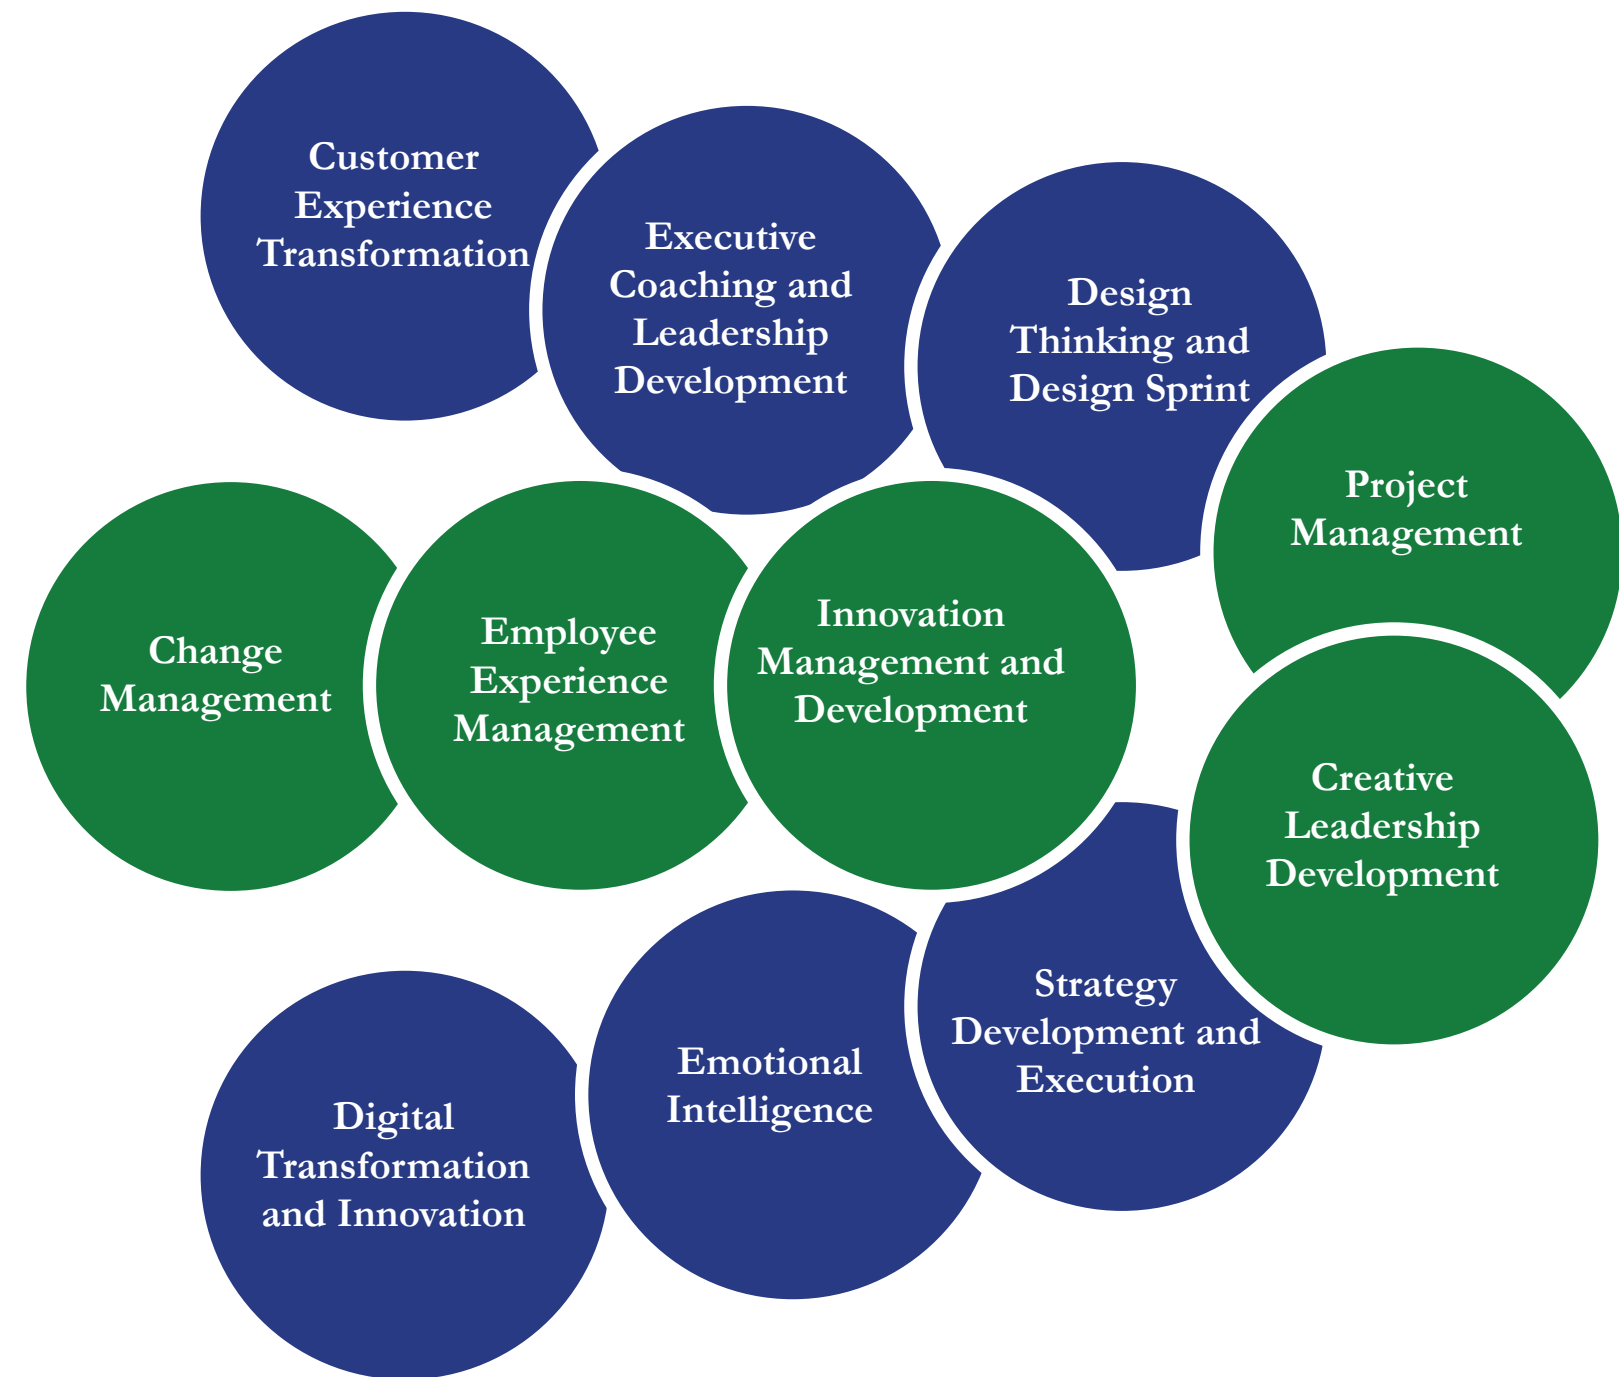 Customer
Experience
Transformation
Executive
Coaching and
Leadership
Development
Design
Thinking and
Design Sprint
Project
Management
Change
Management
Employee
Experience
Management
Innovation
Management and
Development
Creative
Leadership
Development
Digital
Transformation
and Innovation
Emotional
Intelligence
Strategy
Development and
Execution